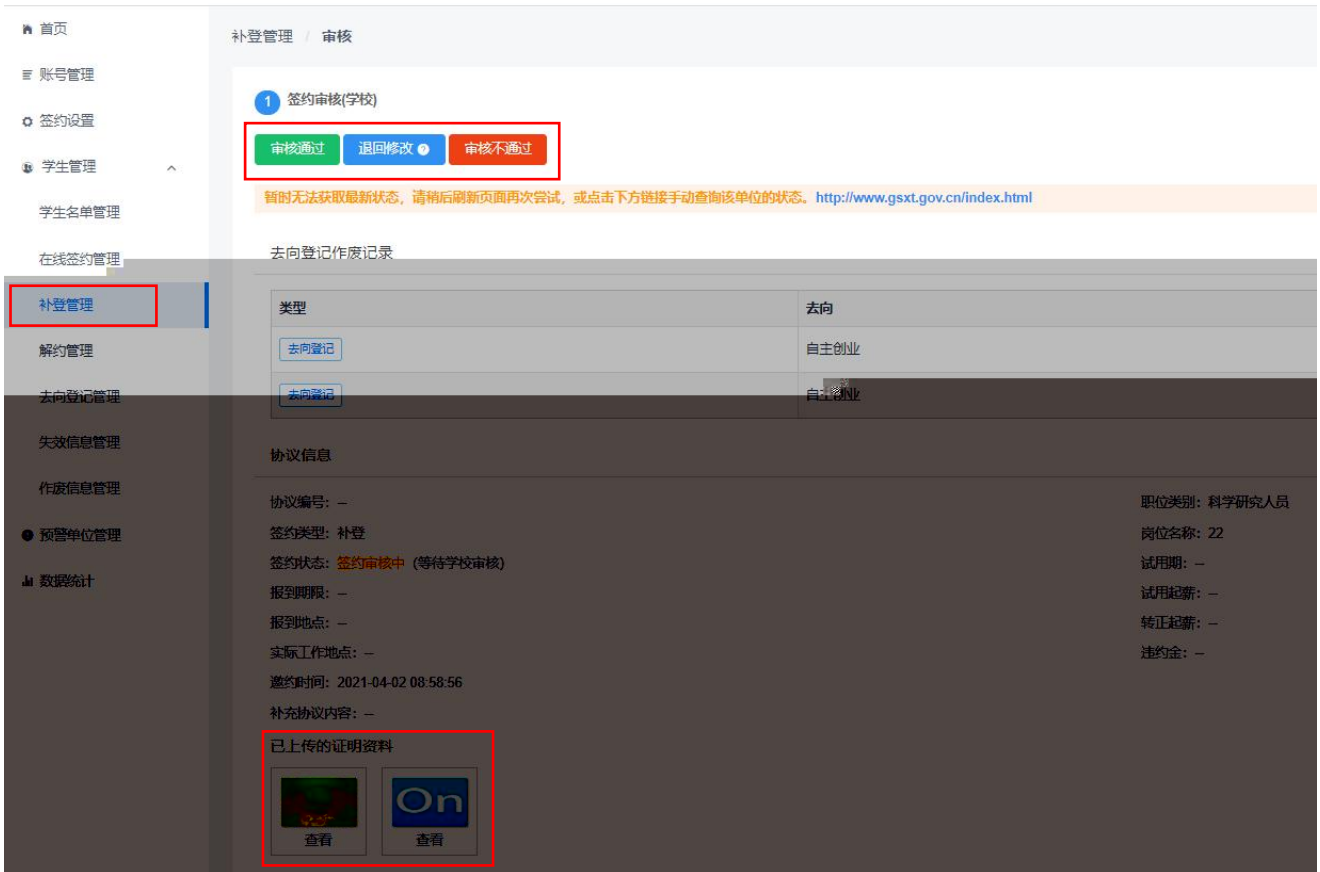 首页
账号管理
签约设置
学生管理
学生名单管理
在线签约管理
补登管理
解约管理
去向登记管理
失效信息管理
作废信息管理
预警单位管理
数据统计
补登管理 / 审核
1 签约审核(学校)
审核通过 退回修改 审核不通过
暂时无法获取最新状态，请稍后刷新页面再次尝试，或点击下方链接手动查询该单位的状态。http://www.gsxt.gov.cn/index.html
去向登记作废记录
类型 去向
去向登记 自主创业
去向登记 自主创业
协议信息
协议编号：-- 职位类别：科学研究人员
签约类型：补登 岗位名称：22
签约状态：签约审核中 (等待学校审核) 试用期：--
报到期限：-- 试用起薪：--
报到地点：-- 转正起薪：--
实际工作地点：-- 违约金：--
邀约时间：2021-04-02 08:58:56
补充协议内容：--
已上传的证明资料
On
查看 查看